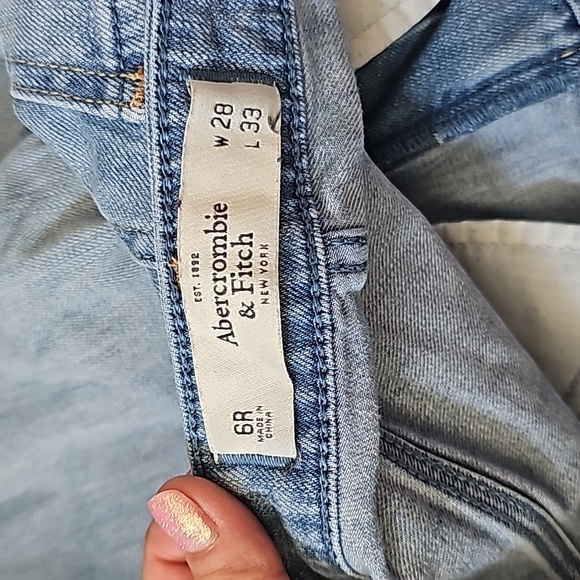 EST. 1892
Abercrombie
& Fitch
NEW YORK
W 28
L 33
6R
MADE IN
CHINA